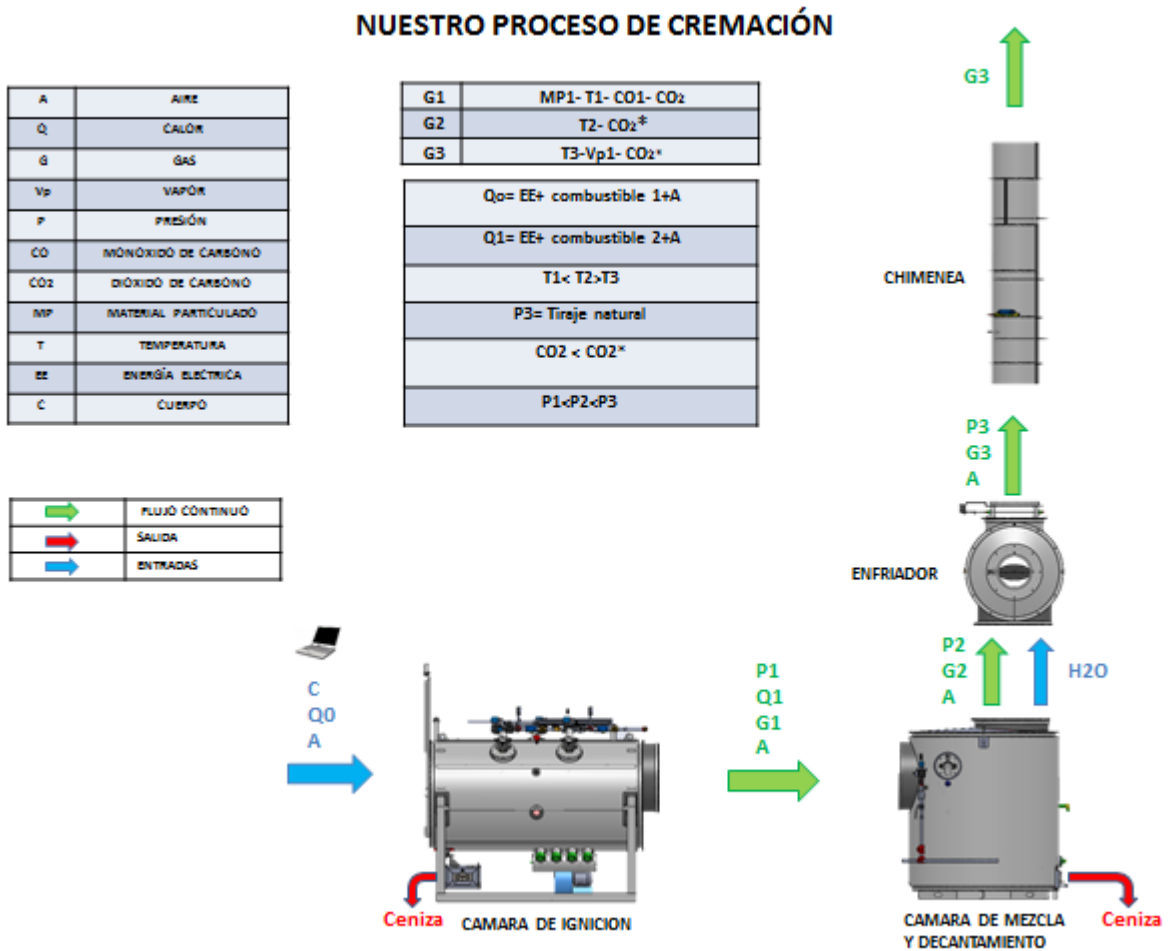 NUESTRO PROCESO DE CREMACIÓN
A AIRE
Q CALOR
G GAS
Vp VAPOR
P PRESIÓN
CO MONOXIDO DE CARBONO
CO2 DIOXIDO DE CARBONO
MP MATERIAL PARTICULADO
T TEMPERATURA
EE ENERGÍA ELECTRICA
C CUERPO
G1 MP1- T1- CO1- CO2
G2 T2- CO2*
G3 T3-Vp1- CO2*
Qo= EE+ combustible 1+A
Q1= EE+ combustible 2+A
T1< T2>T3
P3= Tiraje natural
CO2 < CO2*
P1<P2<P3
FLUJO CONTINUO
SALIDA
ENTRADAS
G3
CHIMENEA
P3
G3
A
ENFRIADOR
P2
G2
A
H2O
C
Q0
A
P1
Q1
G1
A
Ceniza
CAMARA DE IGNICION
CAMARA DE MEZCLA
Y DECANTAMIENTO
Ceniza